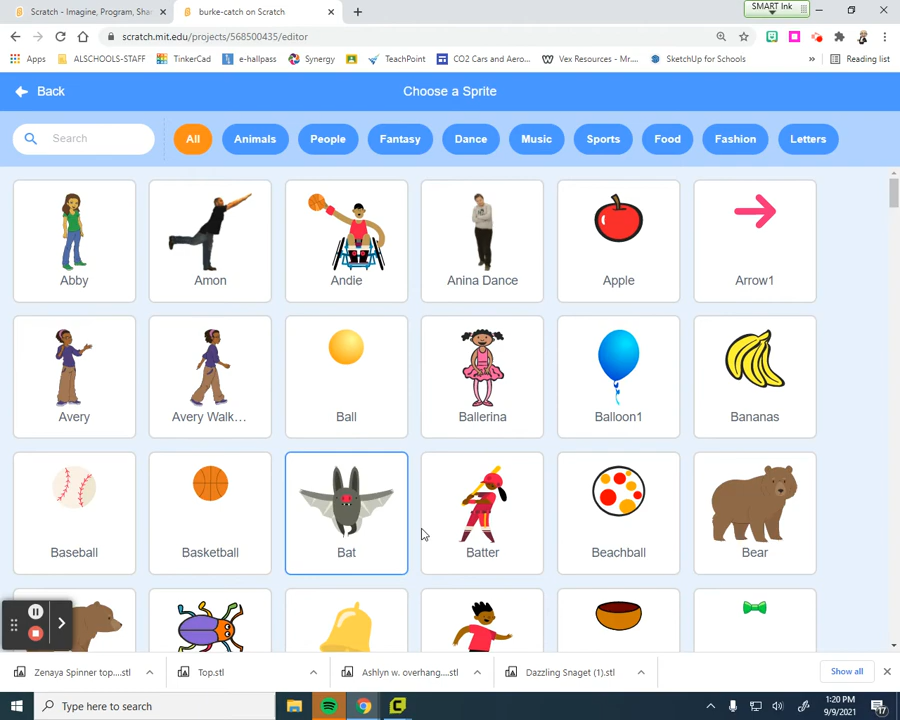 Scratch - Imagine, Program, Sha
burke-catch on Scratch
SMART Ink
scratch.mit.edu/projects/568500435/editor
Apps
ALSCHOOLS-STAFF
TinkerCad
e-hallpass
Synergy
TeachPoint
CO2 Cars and Aero...
Vex Resources - Mr....
SketchUp for Schools
»
Reading list
Back
Choose a Sprite
Search
All
Animals
People
Fantasy
Dance
Music
Sports
Food
Fashion
Letters
Abby
Amon
Andie
Anina Dance
Apple
Arrow1
Avery
Avery Walk…
Ball
Ballerina
Balloon1
Bananas
Baseball
Basketball
Bat
Batter
Beachball
Bear
Zenaya Spinner top....stl
Top.stl
Ashlyn w. overhang....stl
Dazzling Snaget (1).stl
Show all
Type here to search
1:20 PM
9/9/2021
17